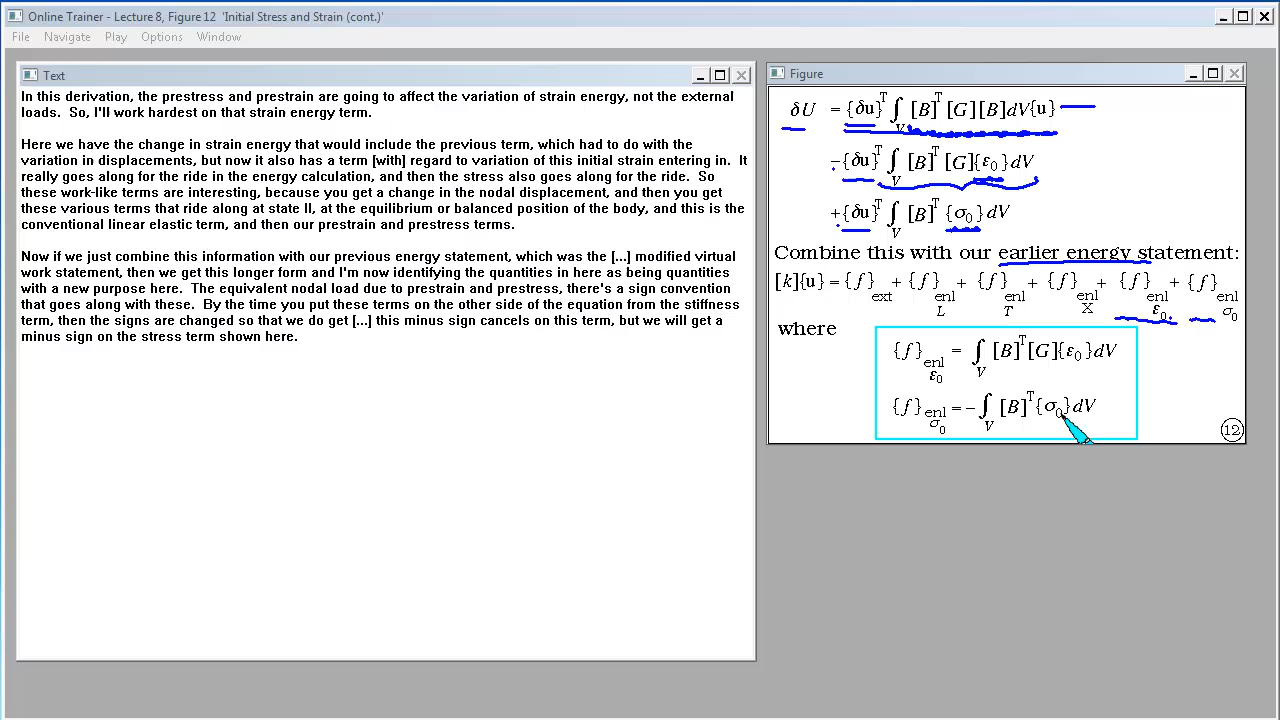 Online Trainer - Lecture 8, Figure 12 'Initial Stress and Strain (cont.)'
File Navigate Play Options Window
Text
In this derivation, the prestress and prestrain are going to affect the variation of strain energy, not the external
loads. So, I'll work hardest on that strain energy term.
Here we have the change in strain energy that would include the previous term, which had to do with the
variation in displacements, but now it also has a term [with] regard to variation of this initial strain entering in. It
really goes along for the ride in the energy calculation, and then the stress also goes along for the ride. So
these work-like terms are interesting, because you get a change in the nodal displacement, and then you get
these various terms that ride along at state II, at the equilibrium or balanced position of the body, and this is the
conventional linear elastic term, and then our prestrain and prestress terms.
Now if we just combine this information with our previous energy statement, which was the [...] modified virtual
work statement, then we get this longer form and I'm now identifying the quantities in here as being quantities
with a new purpose here. The equivalent nodal load due to prestrain and prestress, there's a sign convention
that goes along with these. By the time you put these terms on the other side of the equation from the stiffness
term, then the signs are changed so that we do get [...] this minus sign cancels on this term, but we will get a
minus sign on the stress term shown here.
Figure
δU = {δu}^T ∫_V [B]^T [G][B]dV{u}
−{δu}^T ∫_V [B]^T [G]{ε₀}dV
+{δu}^T ∫_V [B]^T {σ₀}dV
Combine this with our earlier energy statement:
[k]{u} = {f}_ext + {f}_enl L + {f}_enl T + {f}_enl X + {f}_enl ε₀ + {f}_enl σ₀
where
{f}_enl ε₀ = ∫_V [B]^T [G]{ε₀}dV
{f}_enl σ₀ = − ∫_V [B]^T {σ₀}dV
12